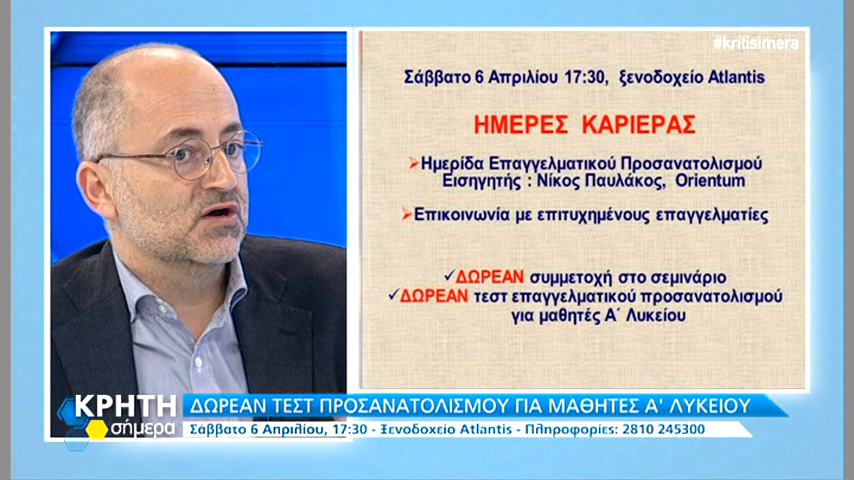 #kritisimera
Σάββατο 6 Απριλίου 17:30, ξενοδοχείο Atlantis
ΗΜΕΡΕΣ ΚΑΡΙΕΡΑΣ
Ημερίδα Επαγγελματικού Προσανατολισμού
Εισηγητής : Νίκος Παυλάκος, Orientum
Επικοινωνία με επιτυχημένους επαγγελματίες
ΔΩΡΕΑΝ συμμετοχή στο σεμινάριο
ΔΩΡΕΑΝ τεστ επαγγελματικού προσανατολισμού
για μαθητές Α΄ Λυκείου
ΚΡΗΤΗ
σήμερα
ΔΩΡΕΑΝ ΤΕΣΤ ΠΡΟΣΑΝΑΤΟΛΙΣΜΟΥ ΓΙΑ ΜΑΘΗΤΕΣ Α' ΛΥΚΕΙΟΥ
Σάββατο 6 Απριλίου, 17:30 - Ξενοδοχείο Atlantis - Πληροφορίες: 2810 245300